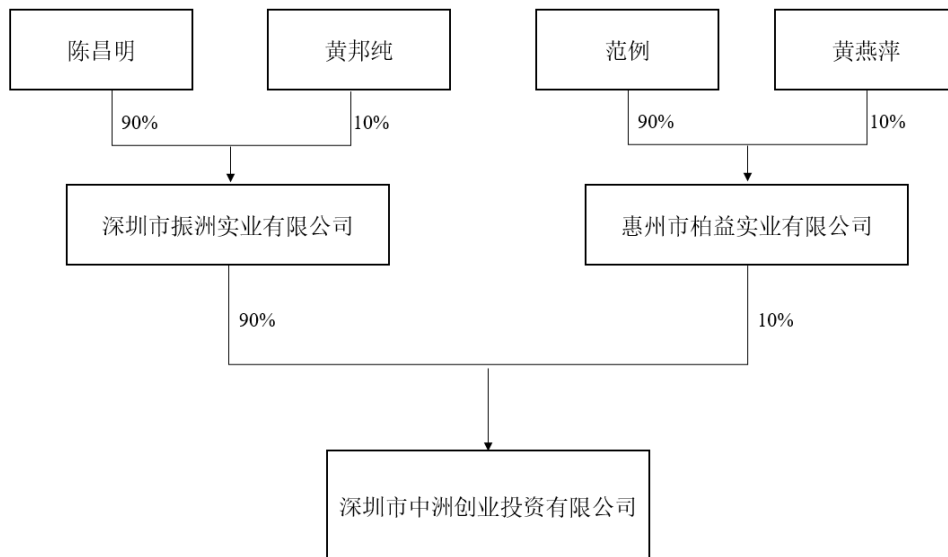 陈昌明
黄邦纯
范例
黄燕萍
90%
10%
90%
10%
深圳市振洲实业有限公司
惠州市柏益实业有限公司
90%
10%
深圳市中洲创业投资有限公司